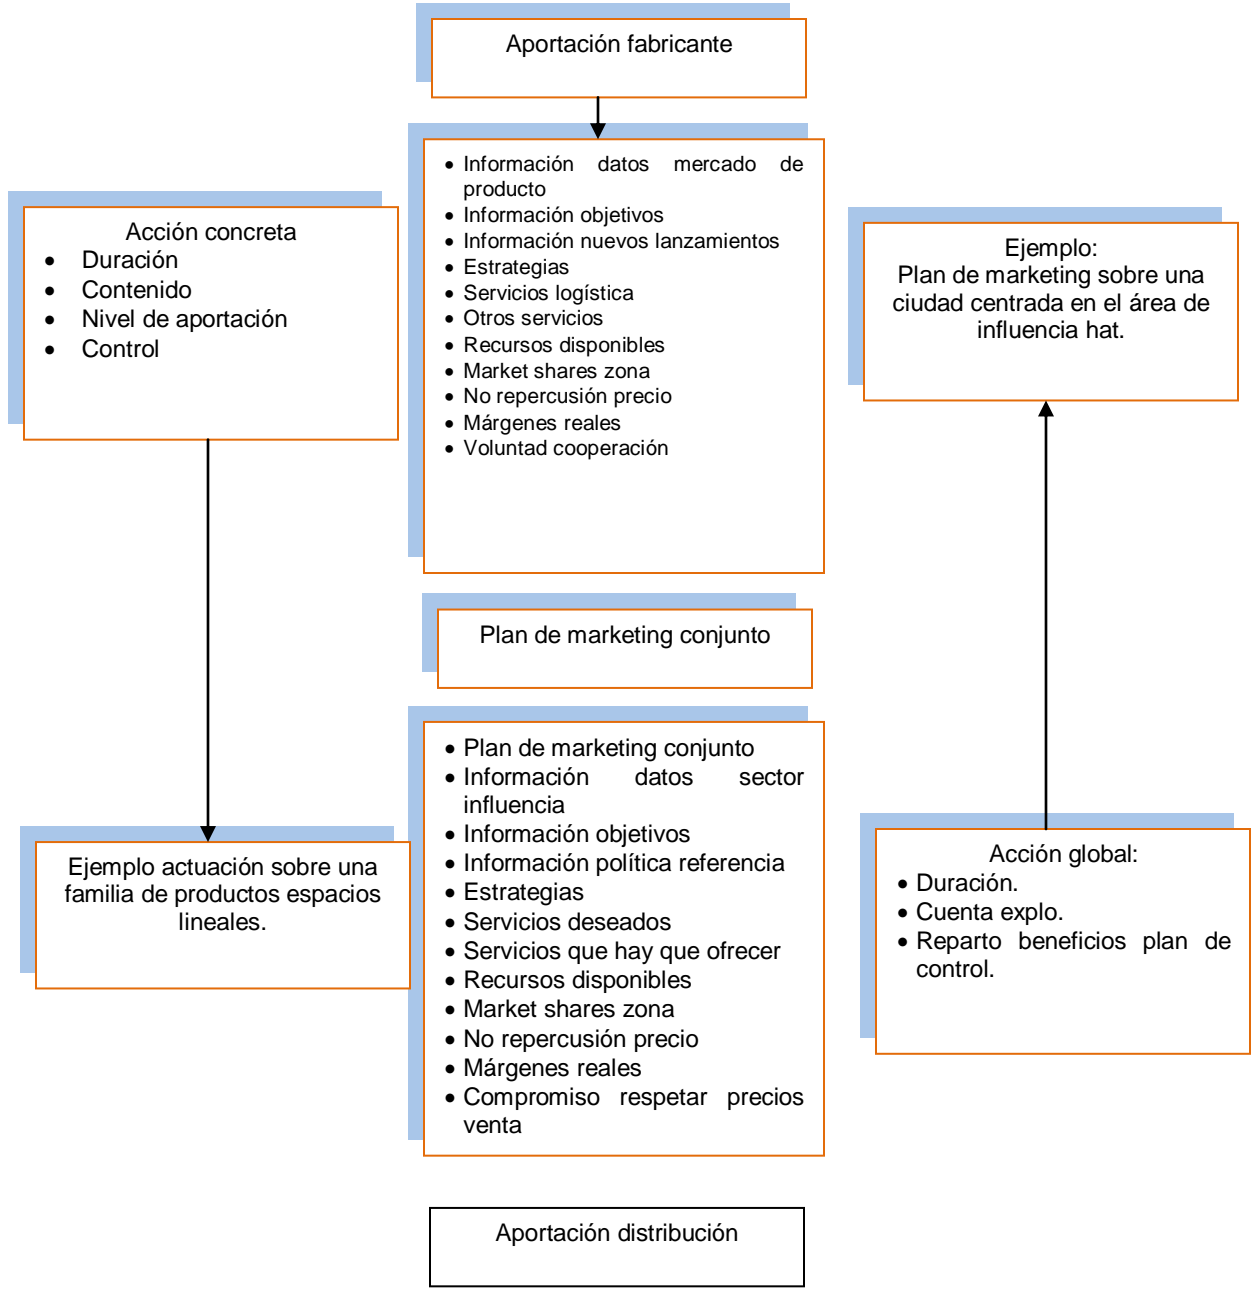 Aportación fabricante
• Información datos mercado de
producto
• Información objetivos
• Información nuevos lanzamientos
• Estrategias
• Servicios logística
• Otros servicios
• Recursos disponibles
• Market shares zona
• No repercusión precio
• Márgenes reales
• Voluntad cooperación
Acción concreta
• Duración
• Contenido
• Nivel de aportación
• Control
Ejemplo:
Plan de marketing sobre una
ciudad centrada en el área de
influencia hat.
Plan de marketing conjunto
• Plan de marketing conjunto
• Información datos sector
influencia
• Información objetivos
• Información política referencia
• Estrategias
• Servicios deseados
• Servicios que hay que ofrecer
• Recursos disponibles
• Market shares zona
• No repercusión precio
• Márgenes reales
• Compromiso respetar precios
venta
Ejemplo actuación sobre una
familia de productos espacios
lineales.
Acción global:
• Duración.
• Cuenta explo.
• Reparto beneficios plan de
control.
Aportación distribución